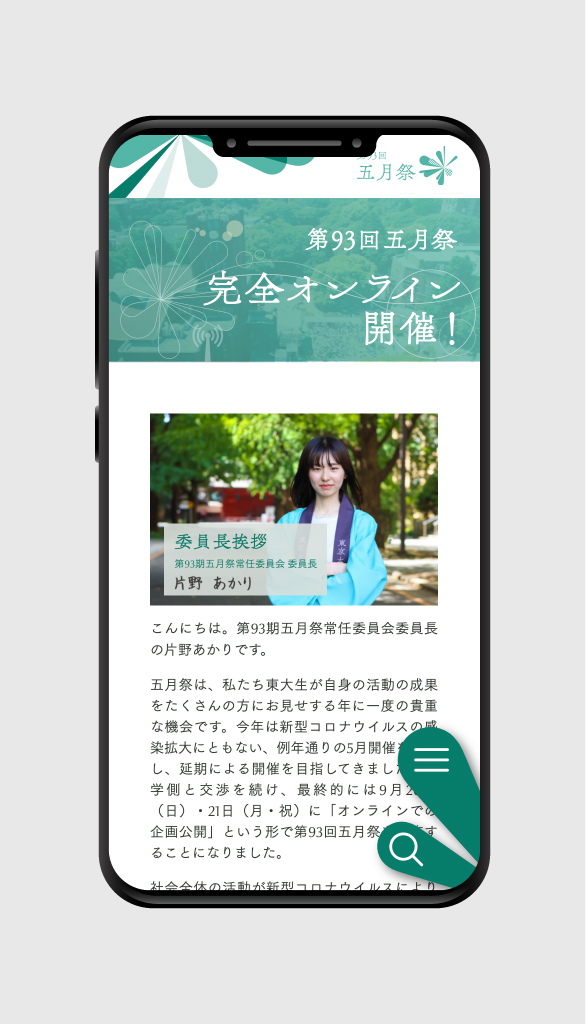 五月祭
第93回 五月祭
完全オンライン
開催！
委員長挨拶
第93期五月祭常任委員会 委員長
片野 あかり
こんにちは。第93期五月祭常任委員会委員長
の片野あかりです。
五月祭は、私たち東大生が自身の活動の成果
をたくさんの方にお見せする年に一度の貴重
な機会です。今年は新型コロナウイルスの感
染拡大にともない、例年通りの5月開催
し、延期による開催を目指してきました
学側と交渉を続け、最終的には9月2
（日）・21日（月・祝）に「オンラインでの
企画公開」という形で第93回五月祭 す
ることになりました。
社会全体の活動が新型コロナウイルスにより